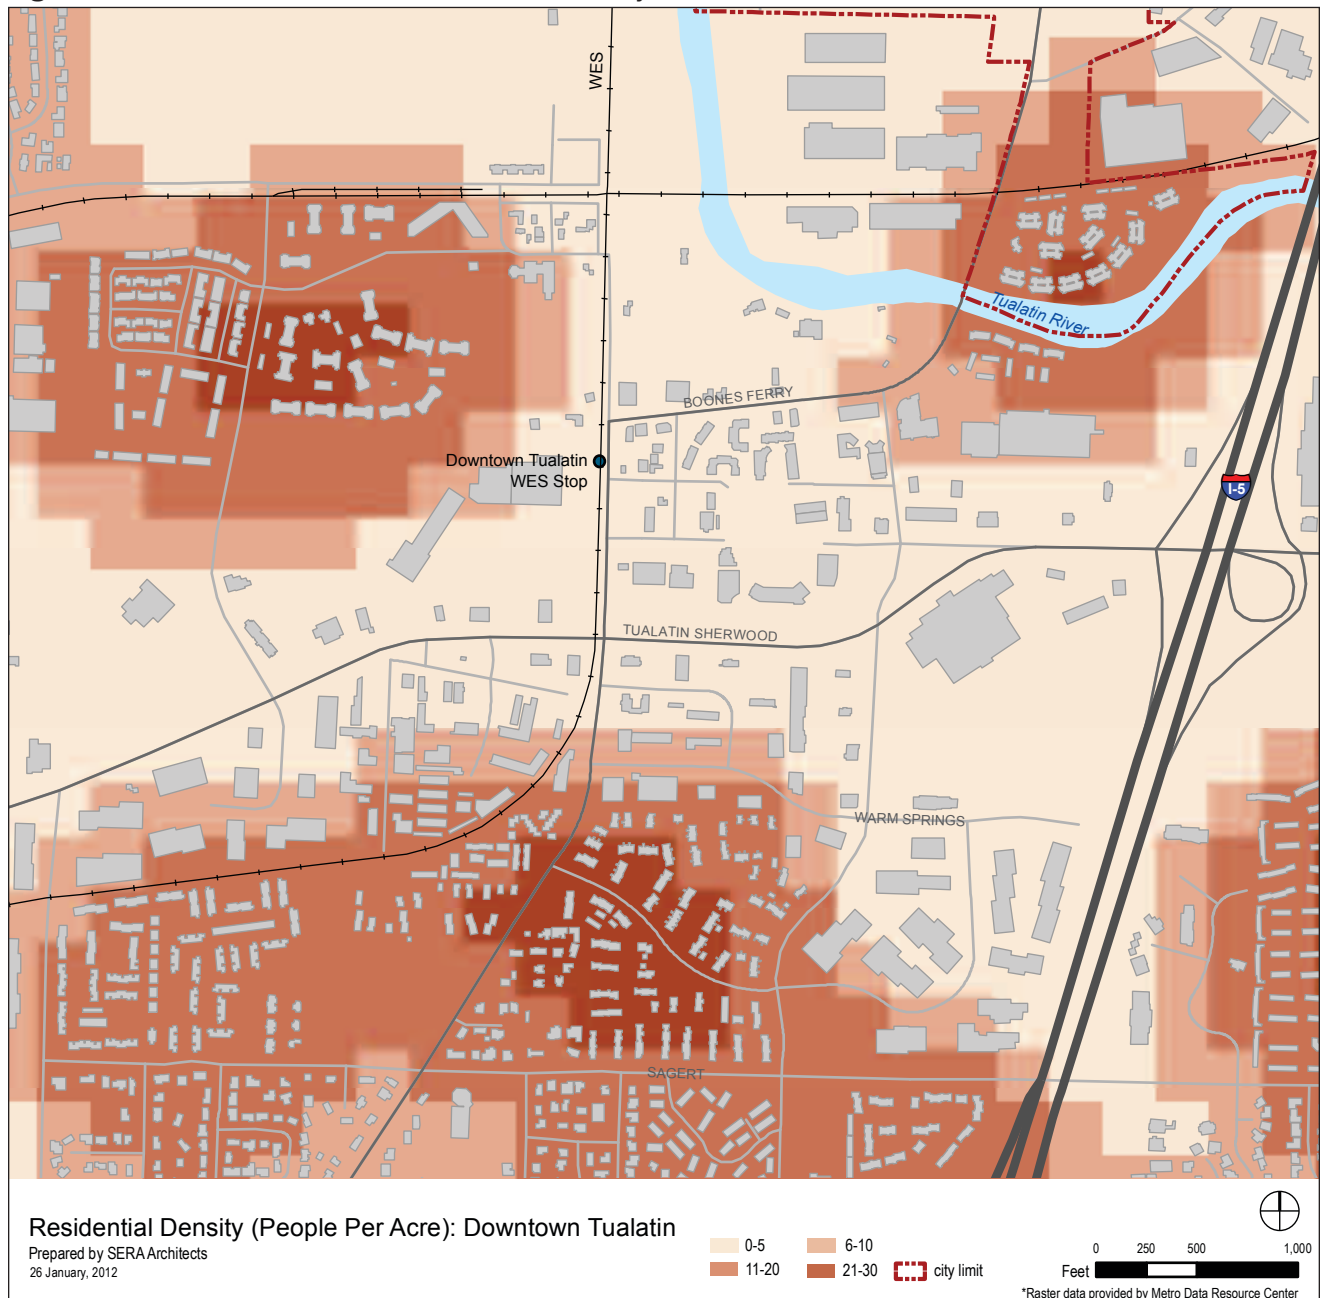 WES
Tualatin River
BOONES FERRY
Downtown Tualatin
WES Stop
I-5
TUALATIN SHERWOOD
WARM SPRINGS
SAGERT
Residential Density (People Per Acre): Downtown Tualatin
Prepared by SERA Architects
26 January, 2012
0-5
6-10
11-20
21-30
city limit
0 250 500 1,000
Feet
*Raster data provided by Metro Data Resource Center